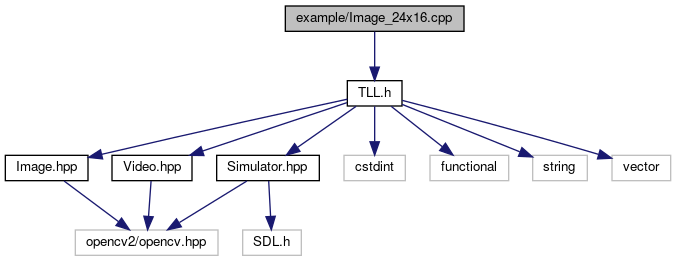 example/Image_24x16.cpp
TLL.h
Image.hpp
Video.hpp
Simulator.hpp
cstdint
functional
string
vector
opencv2/opencv.hpp
SDL.h